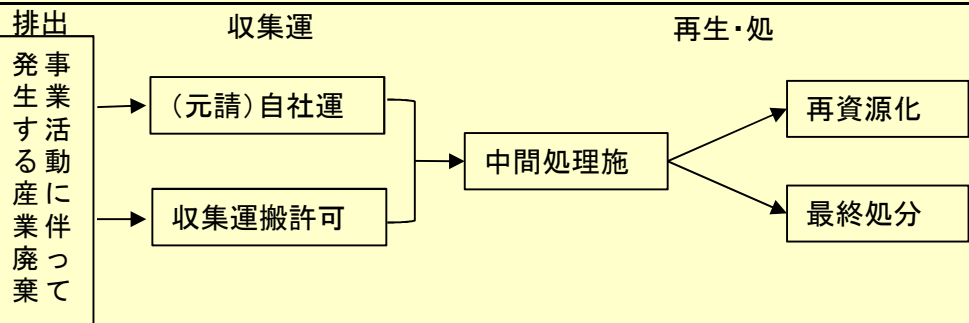 排出
収集運
再生・処
事業活動に伴って
発生する産業廃棄
（元請）自社運
収集運搬許可
中間処理施
再資源化
最終処分